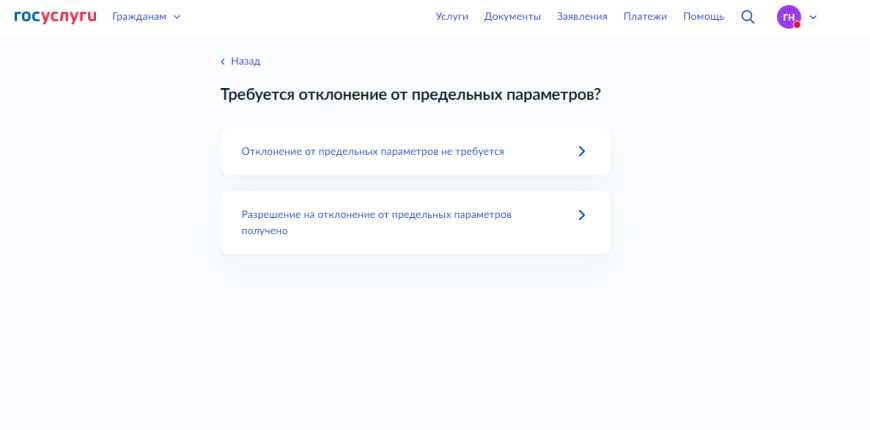 госуслуги Гражданам Услуги Документы Заявления Платежи Помощь ГН
Назад
Требуется отклонение от предельных параметров?
Отклонение от предельных параметров не требуется
Разрешение на отклонение от предельных параметров
получено